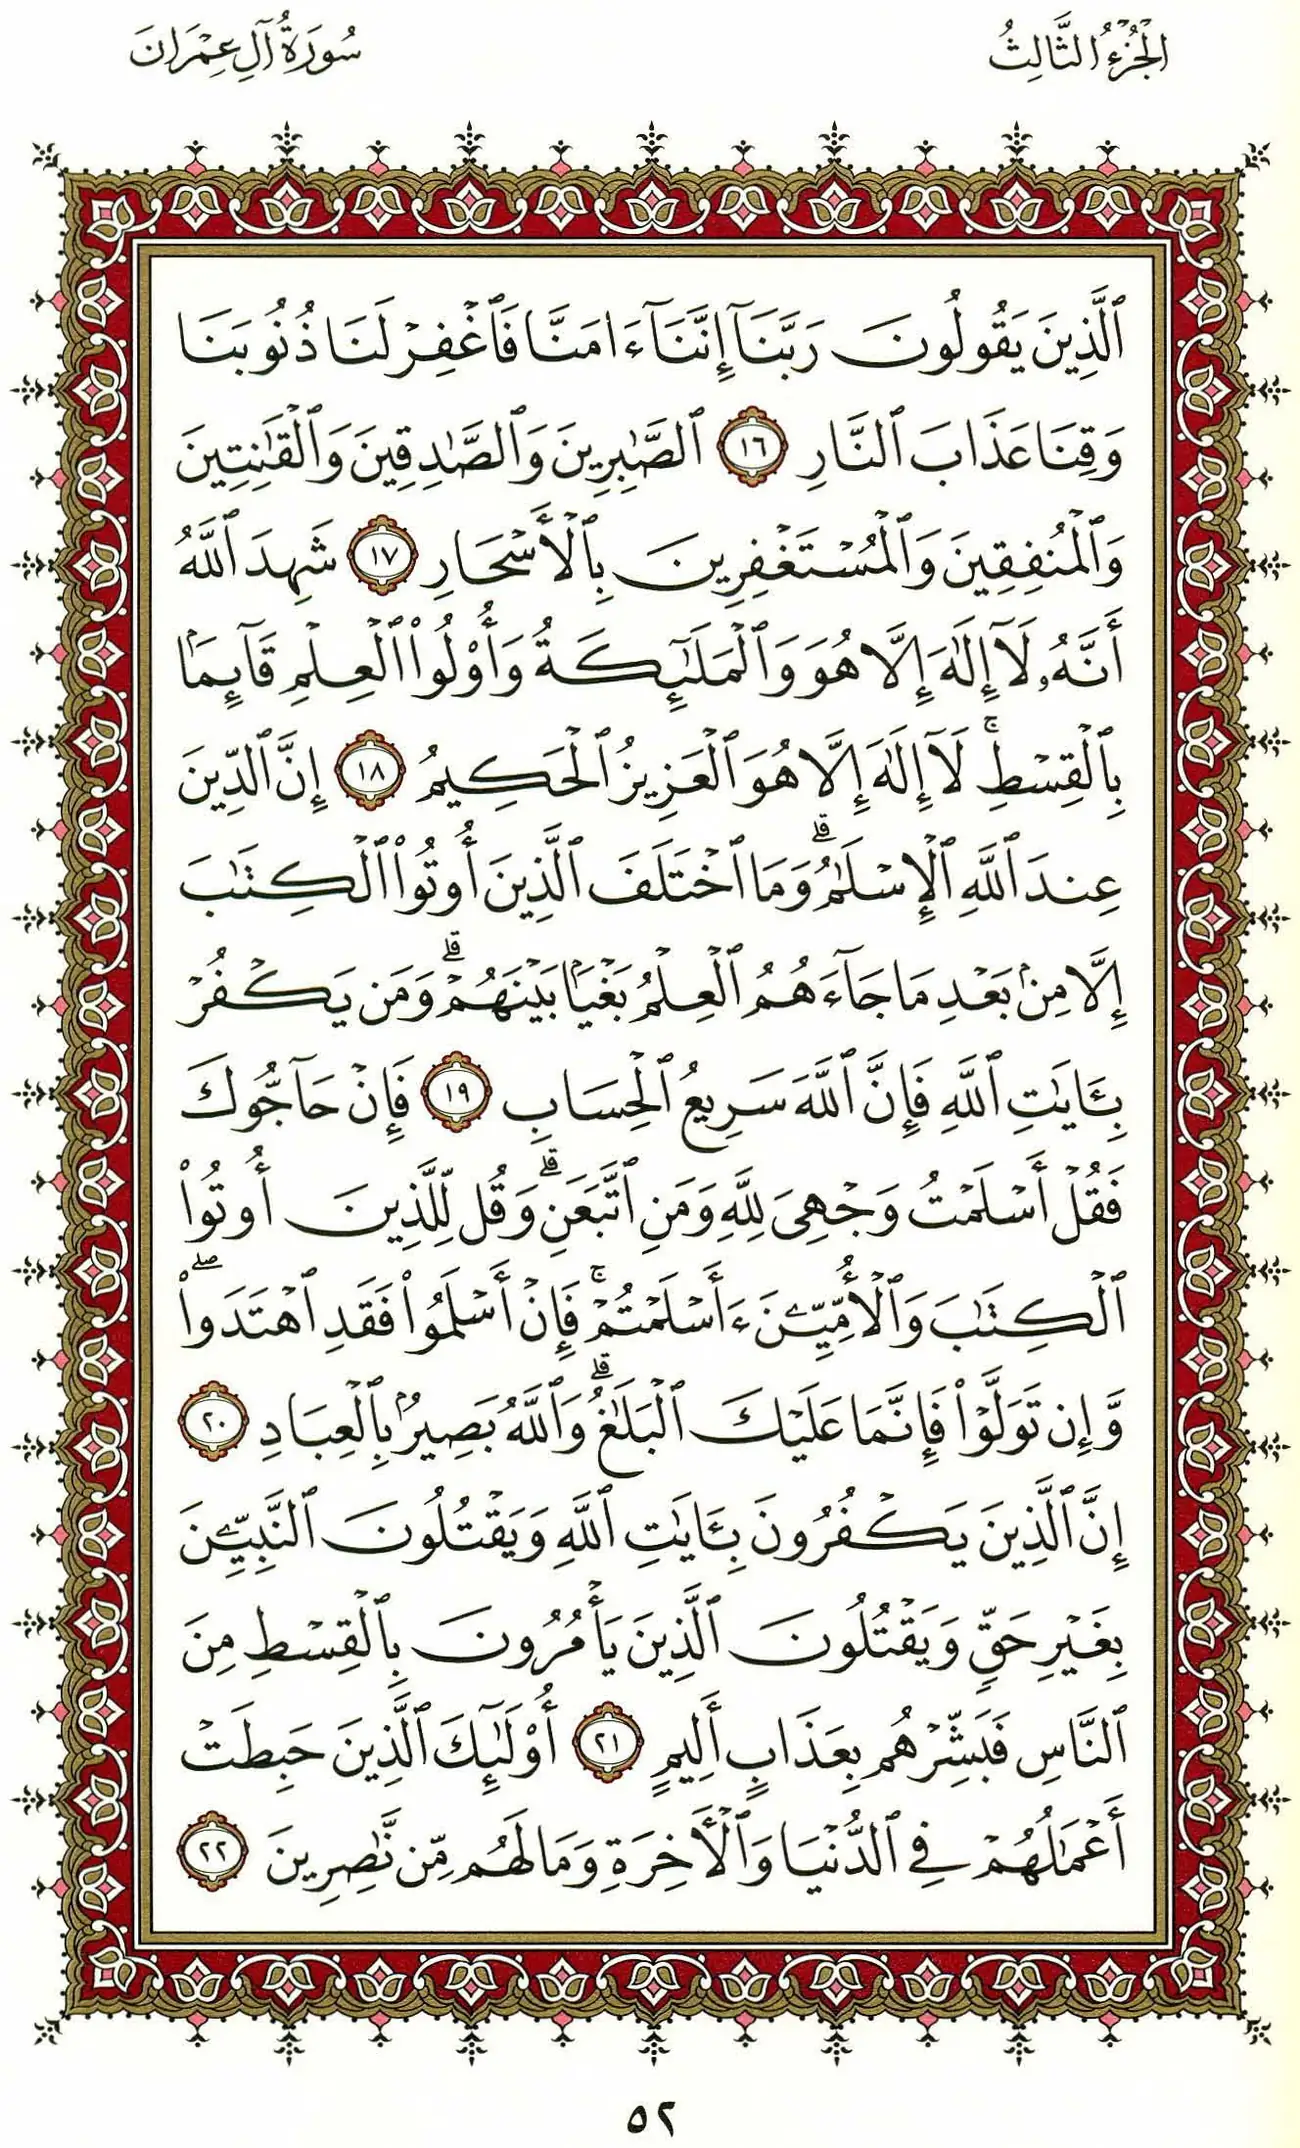 الجُزْءُ الثَّالِثُ
سُورَةُ آلِ عِمْرَانَ
ٱلَّذِينَ يَقُولُونَ رَبَّنَآ إِنَّنَآ ءَامَنَّا فَٱغْفِرْ لَنَا ذُنُوبَنَا
وَقِنَا عَذَابَ ٱلنَّارِ ١٦ ٱلصَّٰبِرِينَ وَٱلصَّٰدِقِينَ وَٱلْقَٰنِتِينَ
وَٱلْمُنفِقِينَ وَٱلْمُسْتَغْفِرِينَ بِٱلْأَسْحَارِ ١٧ شَهِدَ ٱللَّهُ
أَنَّهُۥ لَآ إِلَٰهَ إِلَّا هُوَ وَٱلْمَلَٰٓئِكَةُ وَأُو۟لُوا۟ ٱلْعِلْمِ قَآئِمَۢا
بِٱلْقِسْطِ ۚ لَآ إِلَٰهَ إِلَّا هُوَ ٱلْعَزِيزُ ٱلْحَكِيمُ ١٨ إِنَّ ٱلدِّينَ
عِندَ ٱللَّهِ ٱلْإِسْلَٰمُ ۗ وَمَا ٱخْتَلَفَ ٱلَّذِينَ أُوتُوا۟ ٱلْكِتَٰبَ
إِلَّا مِنۢ بَعْدِ مَا جَآءَهُمُ ٱلْعِلْمُ بَغْيَۢا بَيْنَهُمْ ۗ وَمَن يَكْفُرْ
بِـَٔايَٰتِ ٱللَّهِ فَإِنَّ ٱللَّهَ سَرِيعُ ٱلْحِسَابِ ١٩ فَإِنْ حَآجُّوكَ
فَقُلْ أَسْلَمْتُ وَجْهِىَ لِلَّهِ وَمَنِ ٱتَّبَعَنِ ۗ وَقُل لِّلَّذِينَ أُوتُوا۟
ٱلْكِتَٰبَ وَٱلْأُمِّيِّـۧنَ ءَأَسْلَمْتُمْ ۚ فَإِنْ أَسْلَمُوا۟ فَقَدِ ٱهْتَدَوا۟ ۖ
وَّإِن تَوَلَّوْا۟ فَإِنَّمَا عَلَيْكَ ٱلْبَلَٰغُ ۗ وَٱللَّهُ بَصِيرٌۢ بِٱلْعِبَادِ ٢٠
إِنَّ ٱلَّذِينَ يَكْفُرُونَ بِـَٔايَٰتِ ٱللَّهِ وَيَقْتُلُونَ ٱلنَّبِيِّـۧنَ
بِغَيْرِ حَقٍّ وَيَقْتُلُونَ ٱلَّذِينَ يَأْمُرُونَ بِٱلْقِسْطِ مِنَ
ٱلنَّاسِ فَبَشِّرْهُم بِعَذَابٍ أَلِيمٍ ٢١ أُو۟لَٰٓئِكَ ٱلَّذِينَ حَبِطَتْ
أَعْمَٰلُهُمْ فِى ٱلدُّنْيَا وَٱلْأَخِرَةِ وَمَا لَهُم مِّن نَّٰصِرِينَ ٢٢
٥٢